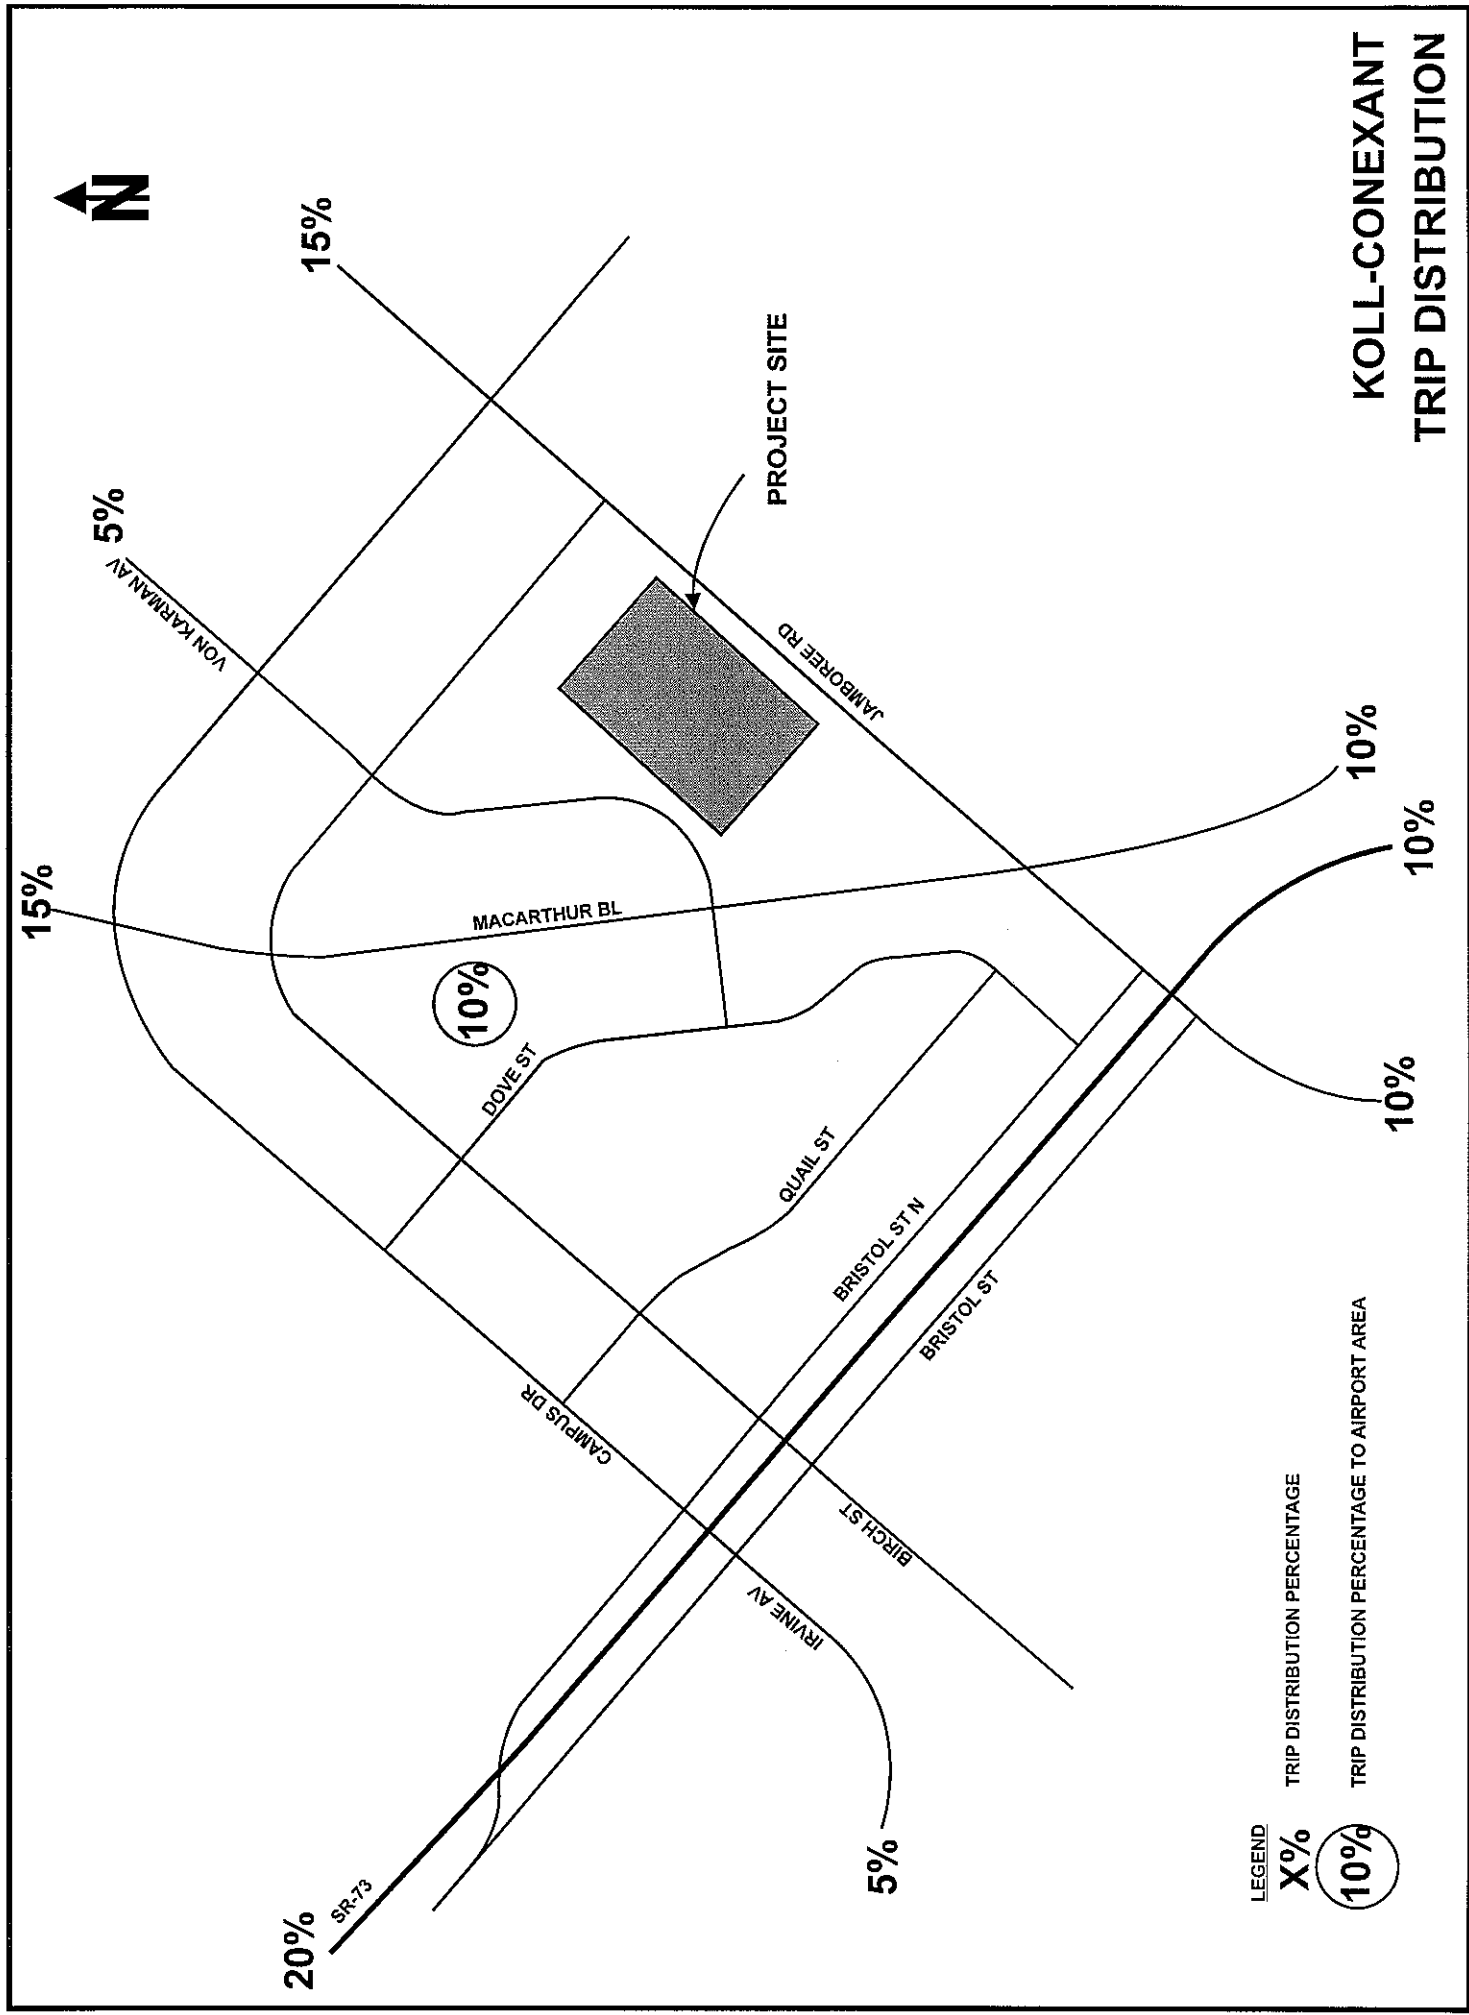 N
15%
5%
VON KARMAN AV
15%
MACARTHUR BL
10%
DOVE ST
QUAIL ST
BRISTOL ST N
BRISTOL ST
CAMPUS DR
IRVINE AV
BIRCH ST
SR-73
20%
5%
PROJECT SITE
JAMBOREE RD
10%
10%
10%
LEGEND
X% TRIP DISTRIBUTION PERCENTAGE
10% TRIP DISTRIBUTION PERCENTAGE TO AIRPORT AREA
KOLL-CONEXANT
TRIP DISTRIBUTION